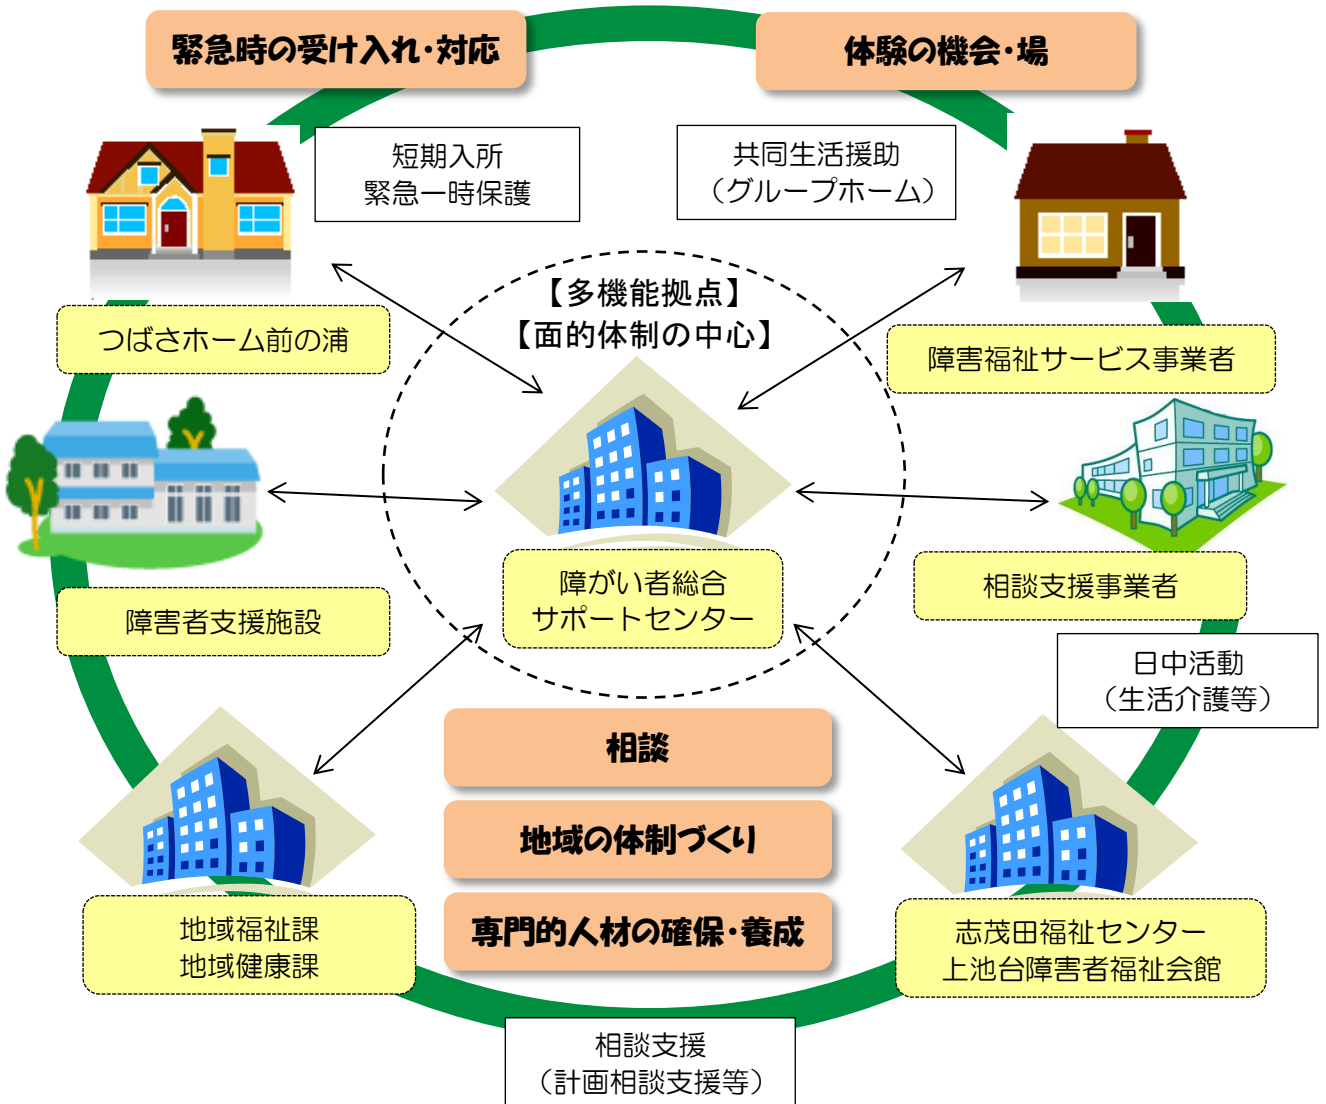 緊急時の受け入れ・対応
体験の機会・場
短期入所
緊急一時保護
共同生活援助
（グループホーム）
【多機能拠点】
【面的体制の中心】
つばさホーム前の浦
障害福祉サービス事業者
障がい者総合
サポートセンター
障害者支援施設
相談支援事業者
日中活動
（生活介護等）
相談
地域の体制づくり
専門的人材の確保・養成
地域福祉課
地域健康課
志茂田福祉センター
上池台障害者福祉会館
相談支援
（計画相談支援等）